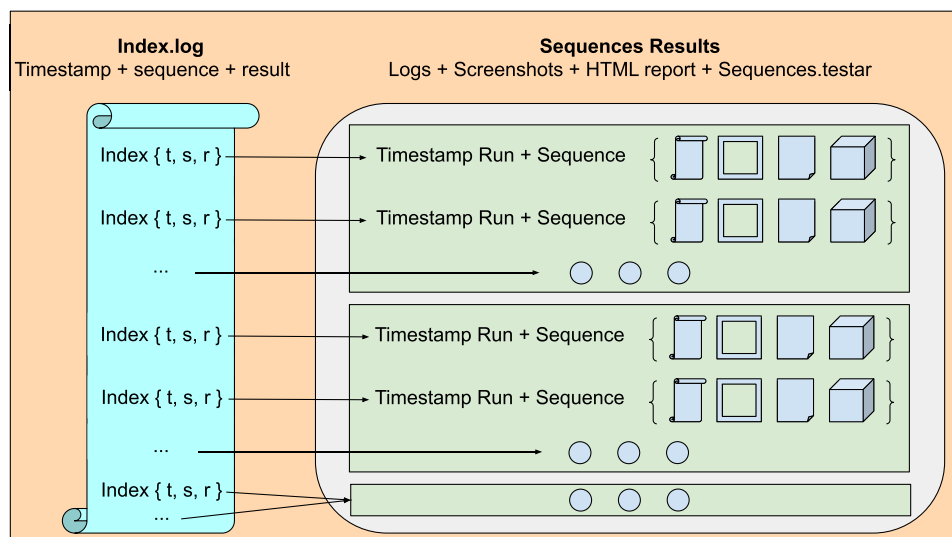 Index.log
Timestamp + sequence + result
Sequences Results
Logs + Screenshots + HTML report + Sequences.testar
Index { t, s, r }
Timestamp Run + Sequence
Index { t, s, r }
Timestamp Run + Sequence
...
Index { t, s, r }
Timestamp Run + Sequence
Index { t, s, r }
Timestamp Run + Sequence
...
Index { t, s, r }
...